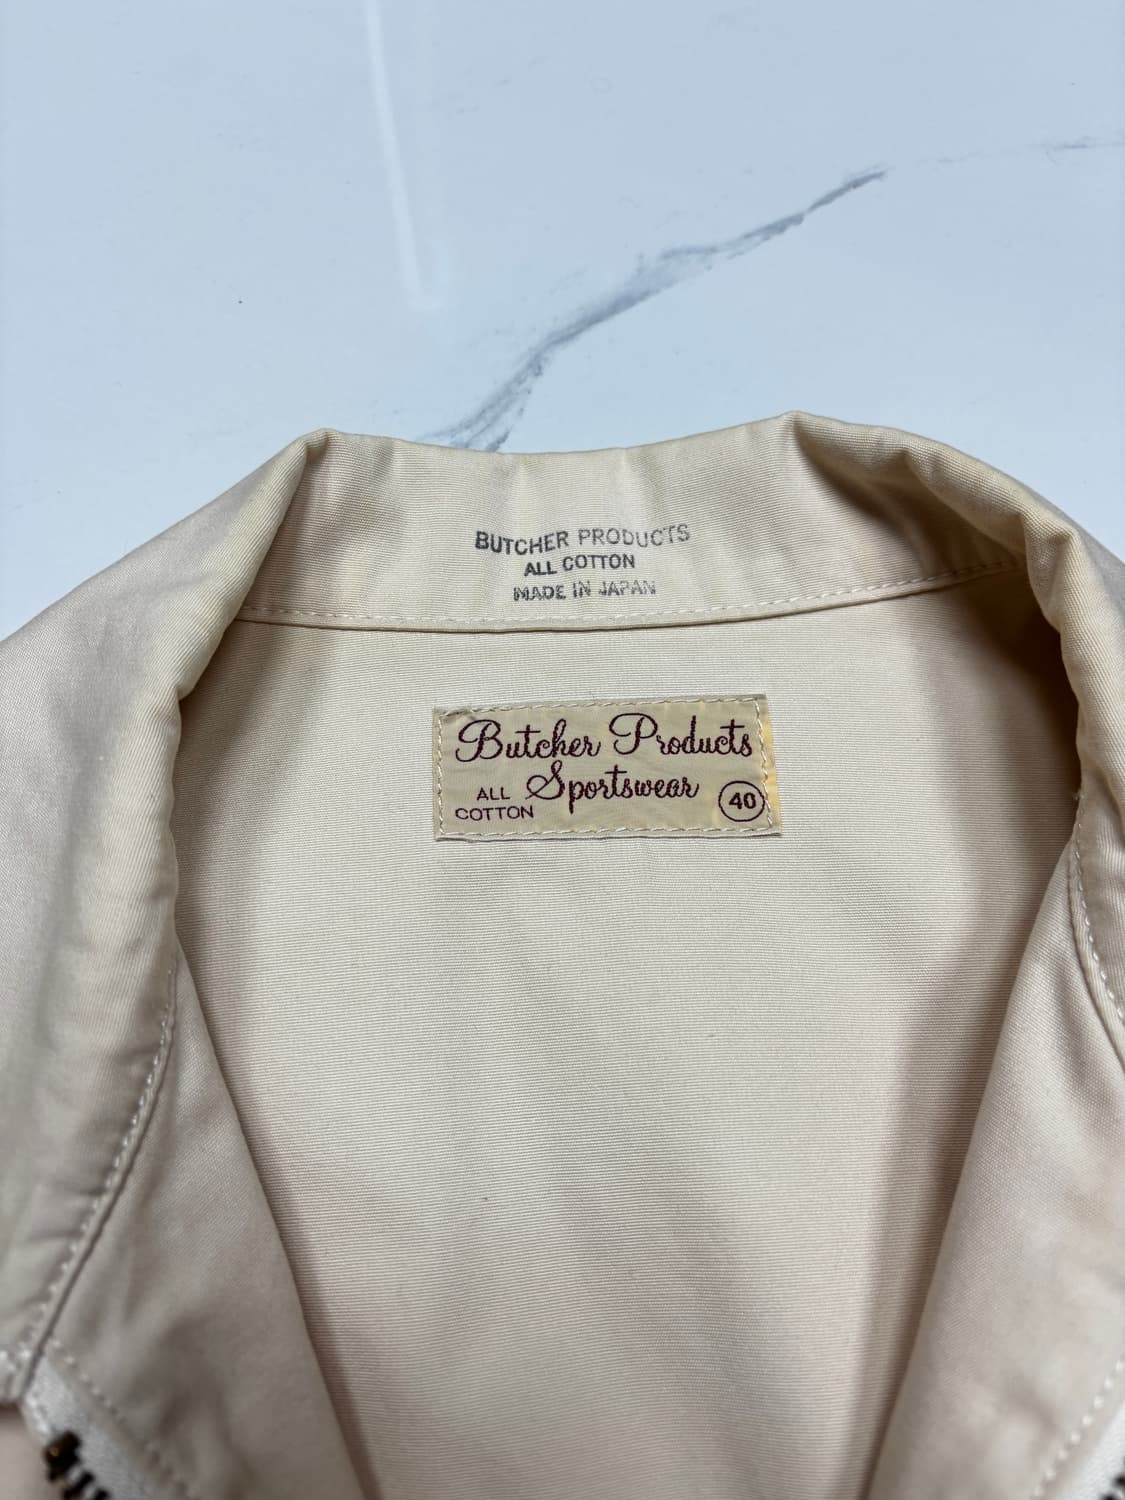 BUTCHER PRODUCTS
ALL COTTON
MADE IN JAPAN
Butcher Products
Sportswear
ALL
COTTON
40